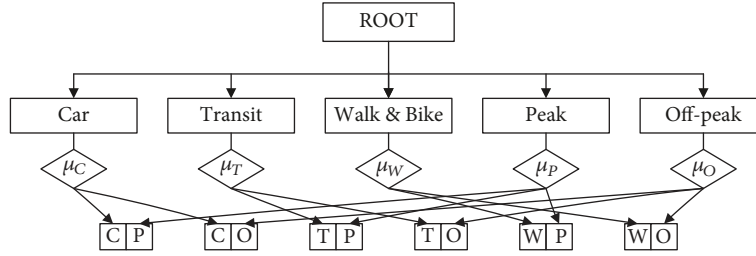 ROOT
Car Transit Walk & Bike Peak Off-peak
μC μT μW μP μO
C P C O T P T O W P W O